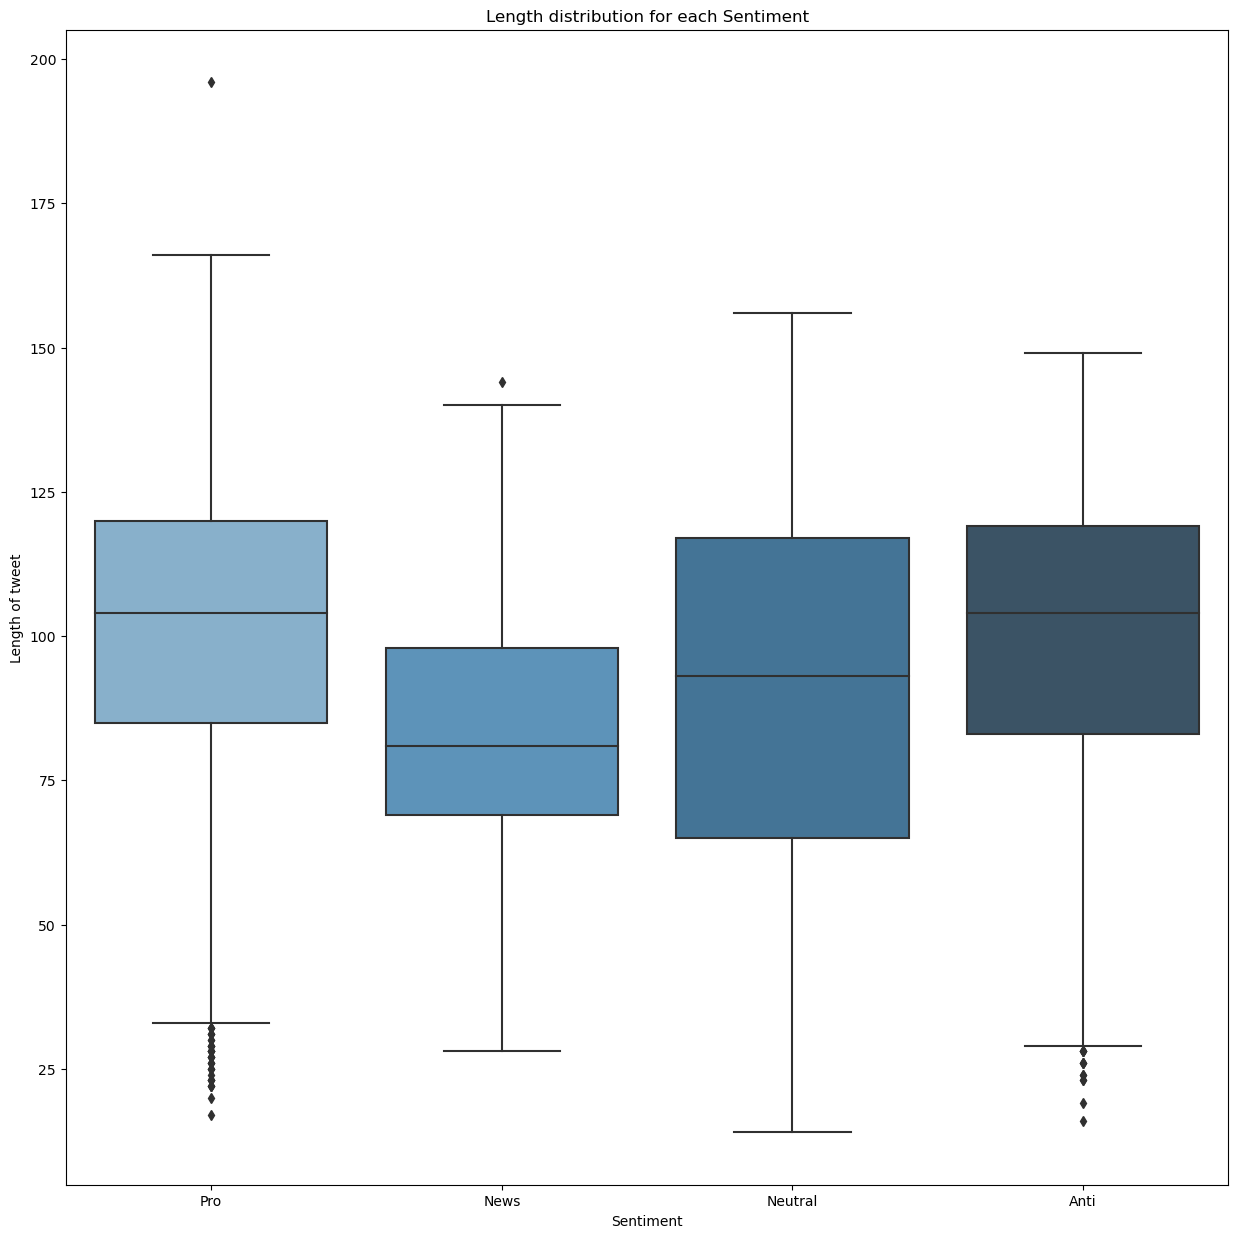 Length distribution for each Sentiment
200
175
150
125
100
75
50
25
Length of tweet
Pro
News
Neutral
Anti
Sentiment